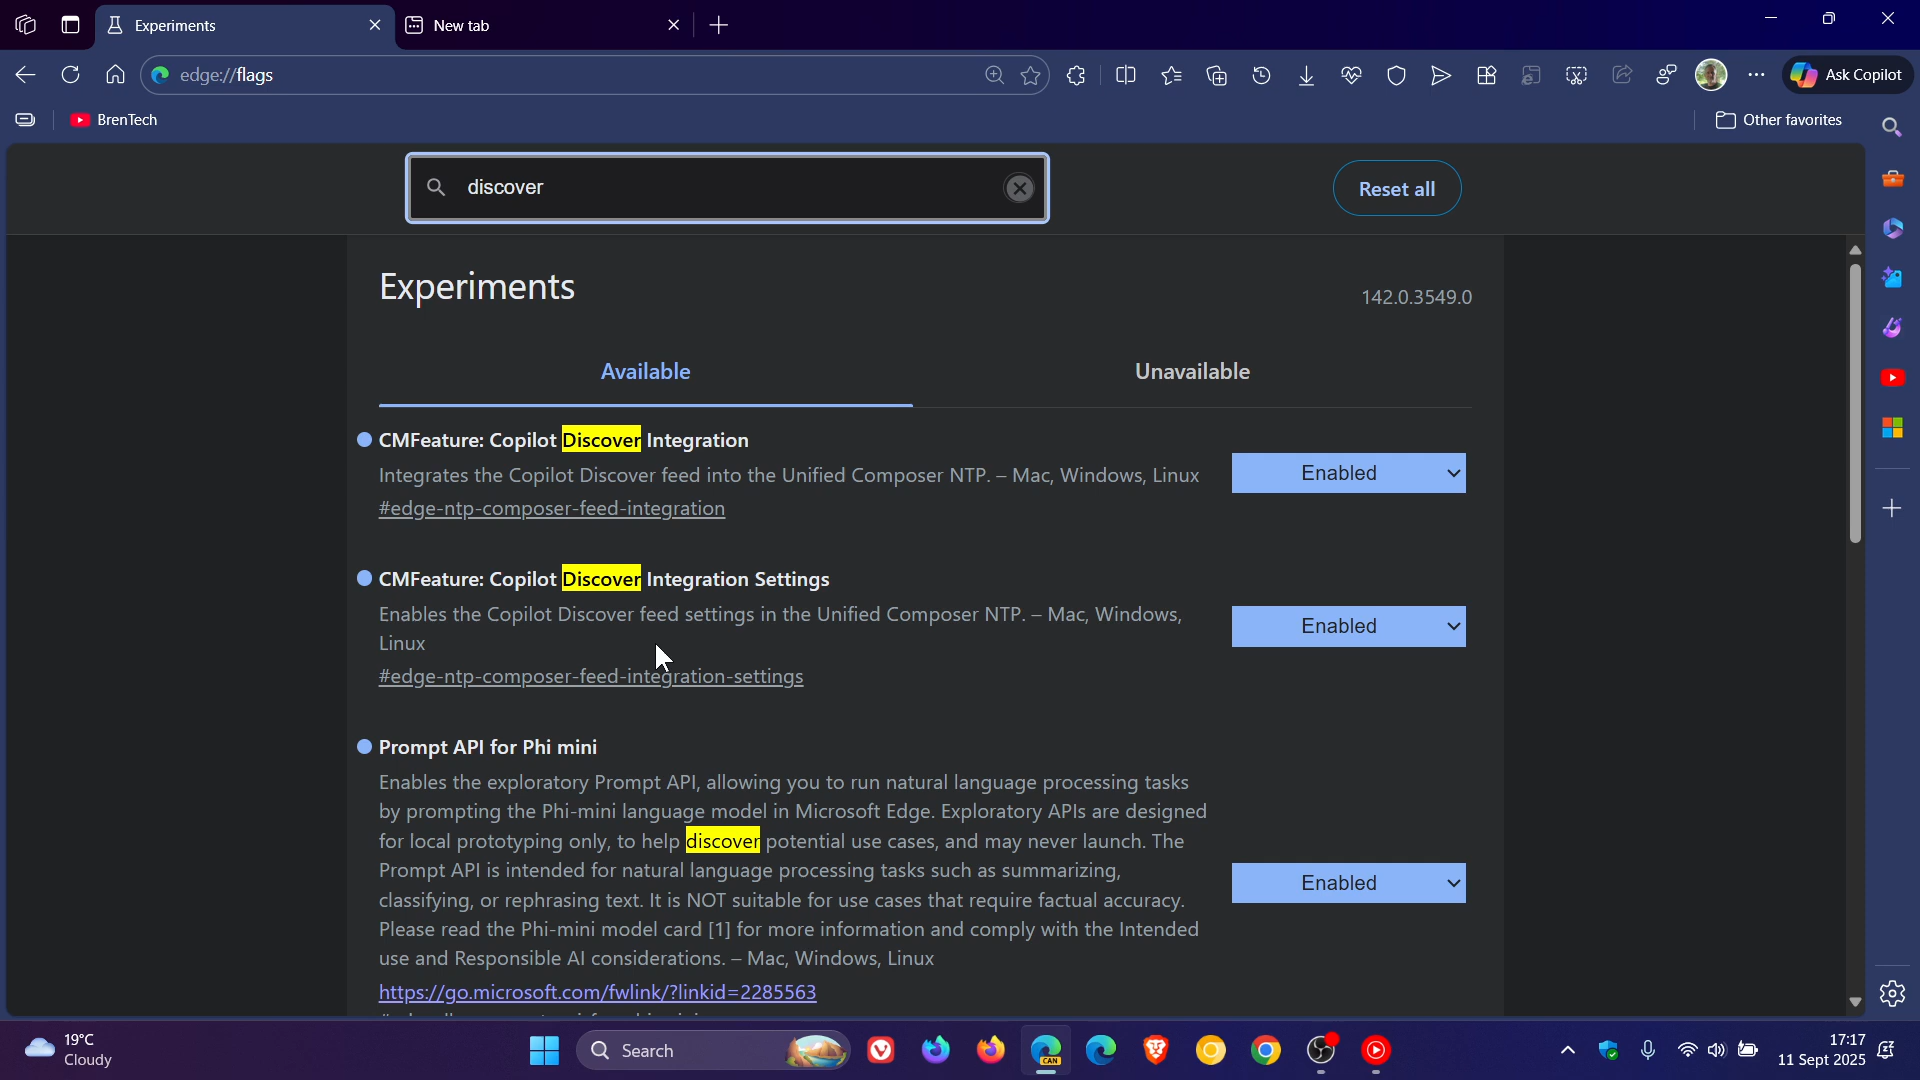 Experiments
New tab
edge://flags
Ask Copilot
BrenTech
Other favorites
discover
Reset all
Experiments
142.0.3549.0
Available
Unavailable
CMFeature: Copilot Discover Integration
Integrates the Copilot Discover feed into the Unified Composer NTP. – Mac, Windows, Linux
#edge-ntp-composer-feed-integration
Enabled
CMFeature: Copilot Discover Integration Settings
Enables the Copilot Discover feed settings in the Unified Composer NTP. – Mac, Windows,
Linux
#edge-ntp-composer-feed-integration-settings
Enabled
Prompt API for Phi mini
Enables the exploratory Prompt API, allowing you to run natural language processing tasks
by prompting the Phi-mini language model in Microsoft Edge. Exploratory APIs are designed
for local prototyping only, to help discover potential use cases, and may never launch. The
Prompt API is intended for natural language processing tasks such as summarizing,
classifying, or rephrasing text. It is NOT suitable for use cases that require factual accuracy.
Please read the Phi-mini model card [1] for more information and comply with the Intended
use and Responsible AI considerations. – Mac, Windows, Linux
https://go.microsoft.com/fwlink/?linkid=2285563
Enabled
19°C
Cloudy
Search
CAN
17:17
11 Sept 2025